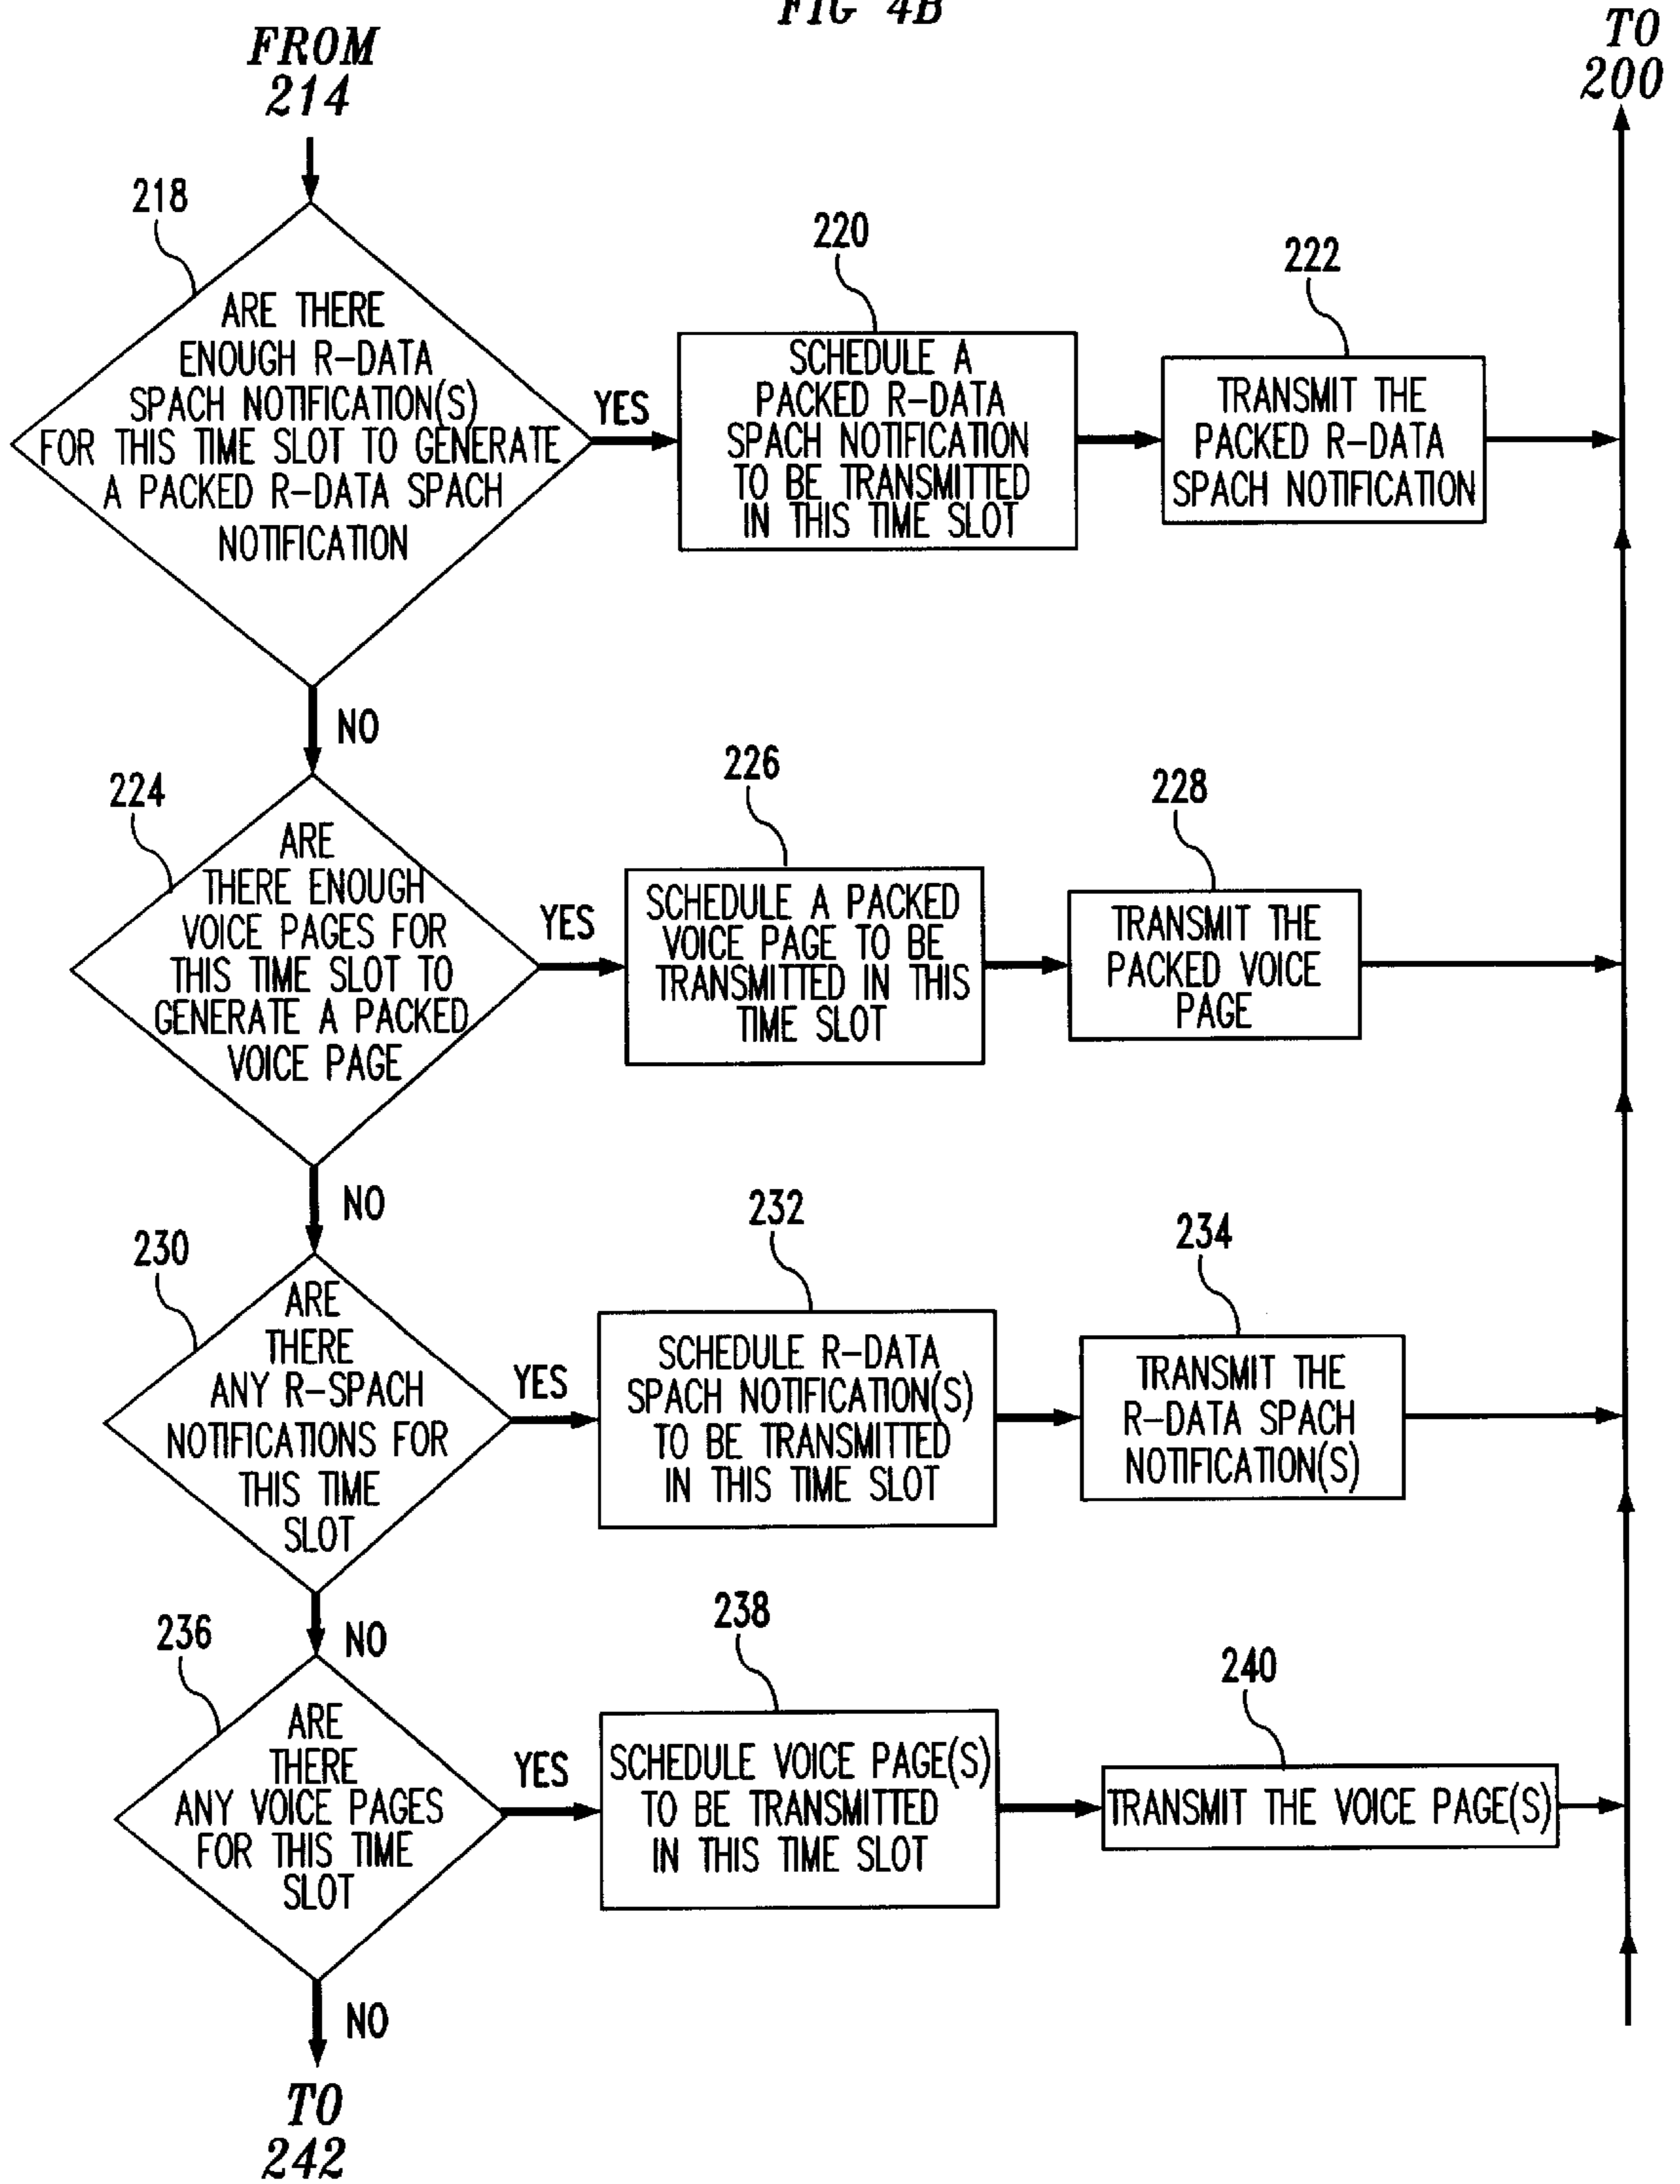 FIG 4B
FROM
214
TO
200
218
ARE THERE
ENOUGH R-DATA
SPACH NOTIFICATION(S)
FOR THIS TIME SLOT TO GENERATE
A PACKED R-DATA SPACH
NOTIFICATION
YES
220
SCHEDULE A
PACKED R-DATA
SPACH NOTIFICATION
TO BE TRANSMITTED
IN THIS TIME SLOT
222
TRANSMIT THE
PACKED R-DATA
SPACH NOTIFICATION
NO
224
ARE
THERE ENOUGH
VOICE PAGES FOR
THIS TIME SLOT TO
GENERATE A PACKED
VOICE PAGE
YES
226
SCHEDULE A PACKED
VOICE PAGE TO BE
TRANSMITTED IN THIS
TIME SLOT
228
TRANSMIT THE
PACKED VOICE
PAGE
NO
230
ARE
THERE
ANY R-SPACH
NOTIFICATIONS FOR
THIS TIME
SLOT
YES
232
SCHEDULE R-DATA
SPACH NOTIFICATION(S)
TO BE TRANSMITTED
IN THIS TIME SLOT
234
TRANSMIT THE
R-DATA SPACH
NOTIFICATION(S)
NO
236
ARE
THERE
ANY VOICE PAGES
FOR THIS TIME
SLOT
YES
238
SCHEDULE VOICE PAGE(S)
TO BE TRANSMITTED
IN THIS TIME SLOT
240
TRANSMIT THE VOICE PAGE(S)
NO
TO
242